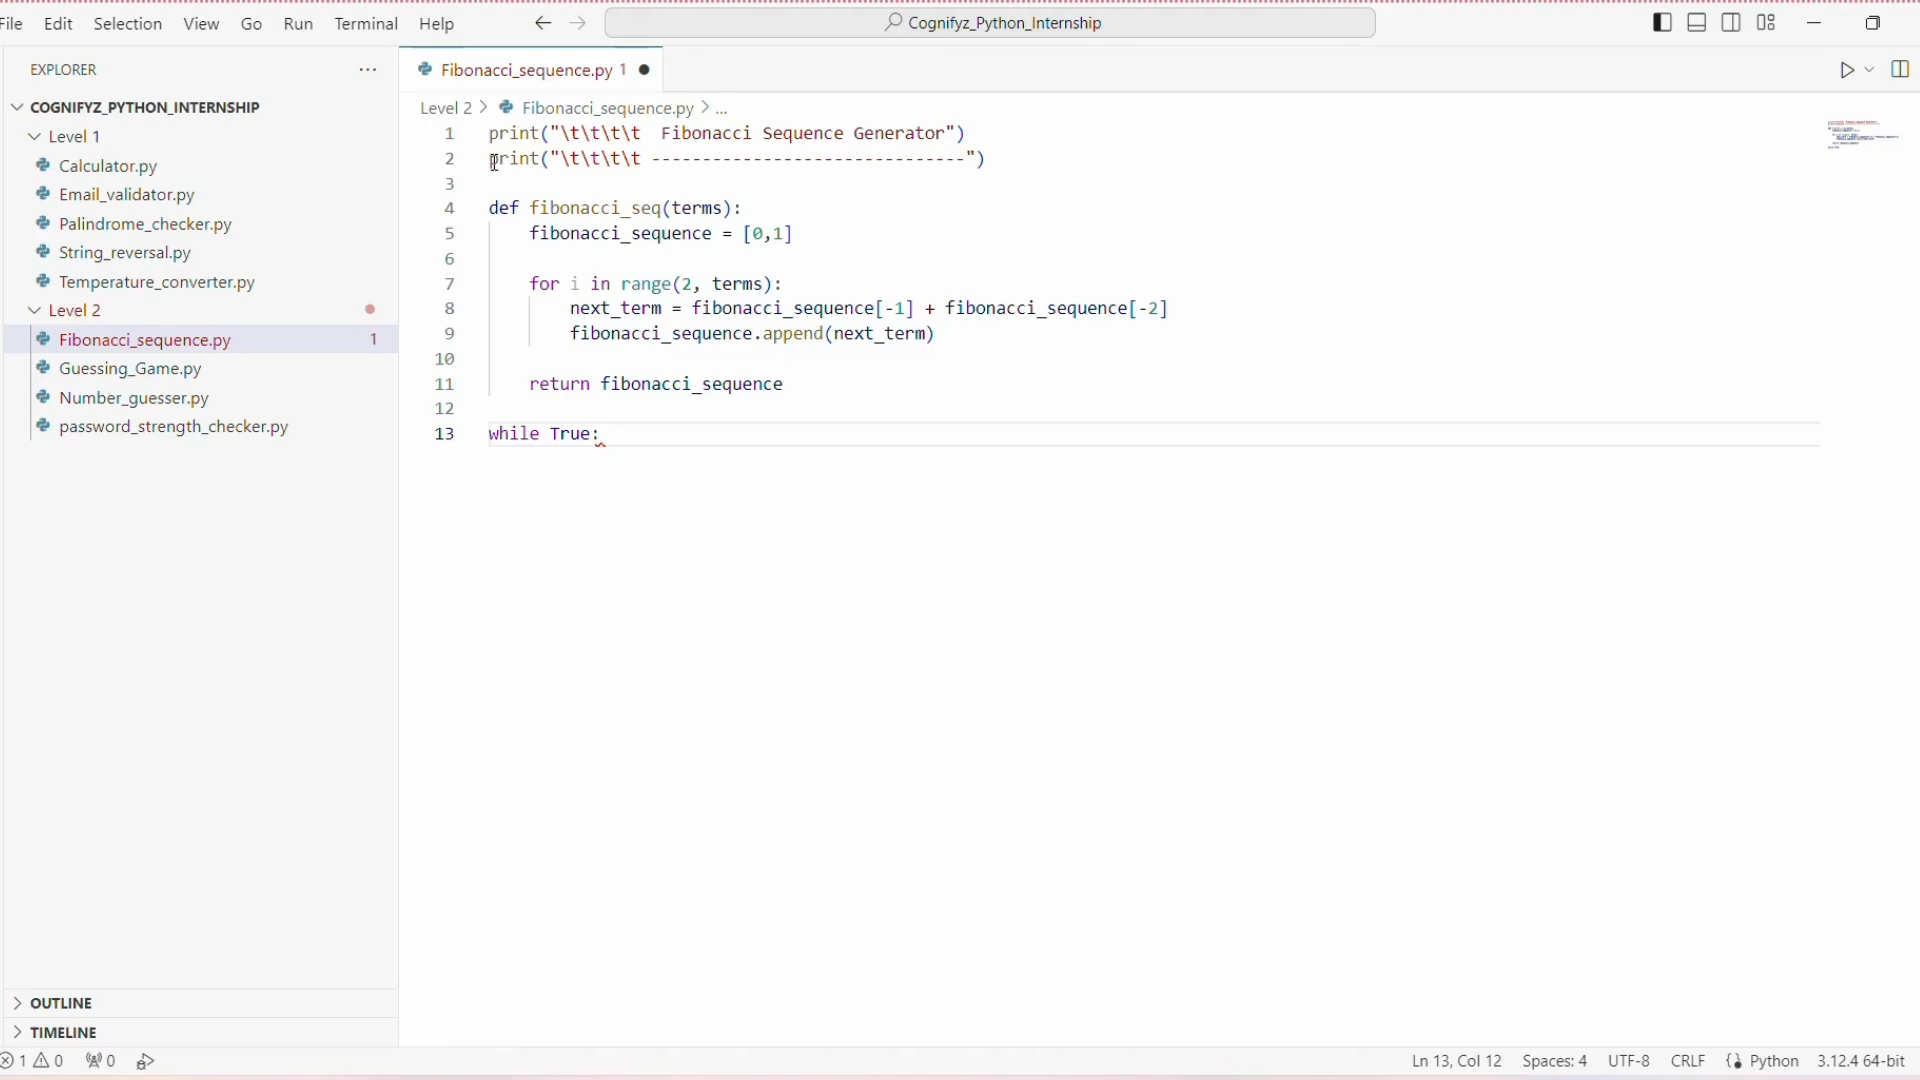 File Edit Selection View Go Run Terminal Help Cognifyz_Python_Internship
EXPLORER ...
Fibonacci_sequence.py 1
COGNIFYZ_PYTHON_INTERNSHIP
Level 1
Calculator.py
Email_validator.py
Palindrome_checker.py
String_reversal.py
Temperature_converter.py
Level 2
Fibonacci_sequence.py 1
Guessing_Game.py
Number_guesser.py
password_strength_checker.py
OUTLINE
TIMELINE
Level 2 > Fibonacci_sequence.py > ...
1 print("\t\t\t\t  Fibonacci Sequence Generator")
2 print("\t\t\t\t -------------------------------")
3
4 def fibonacci_seq(terms):
5     fibonacci_sequence = [0,1]
6
7     for i in range(2, terms):
8         next_term = fibonacci_sequence[-1] + fibonacci_sequence[-2]
9         fibonacci_sequence.append(next_term)
10
11     return fibonacci_sequence
12
13 while True:
1 0 0 Ln 13, Col 12 Spaces: 4 UTF-8 CRLF Python 3.12.4 64-bit